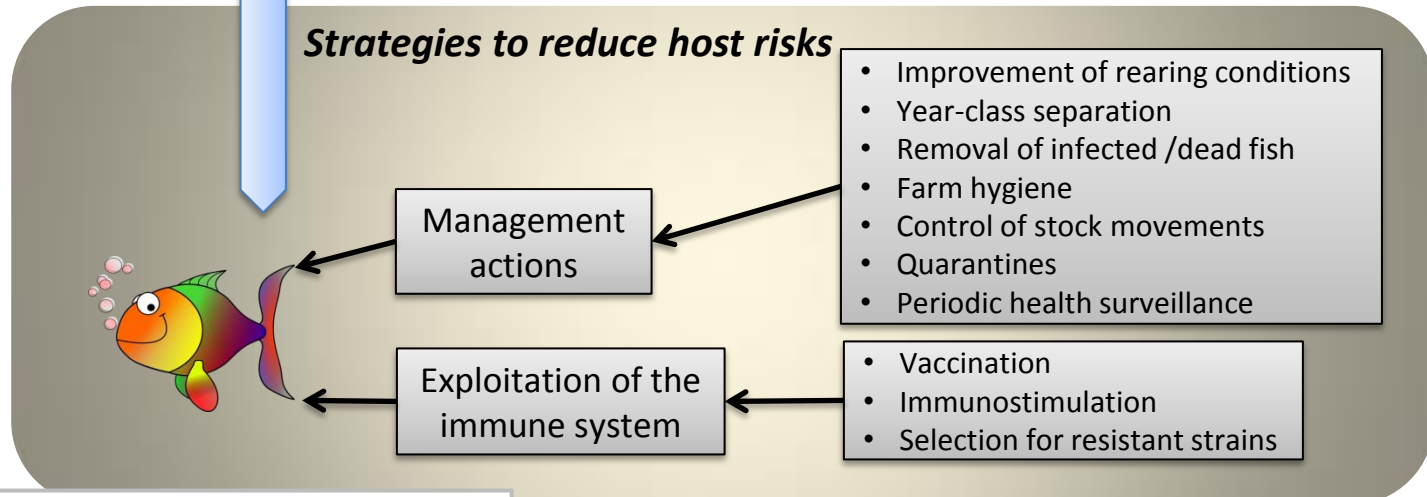 Strategies to reduce host risks
• Improvement of rearing conditions
• Year-class separation
• Removal of infected /dead fish
• Farm hygiene
• Control of stock movements
• Quarantines
• Periodic health surveillance
Management
actions
Exploitation of the
immune system
• Vaccination
• Immunostimulation
• Selection for resistant strains